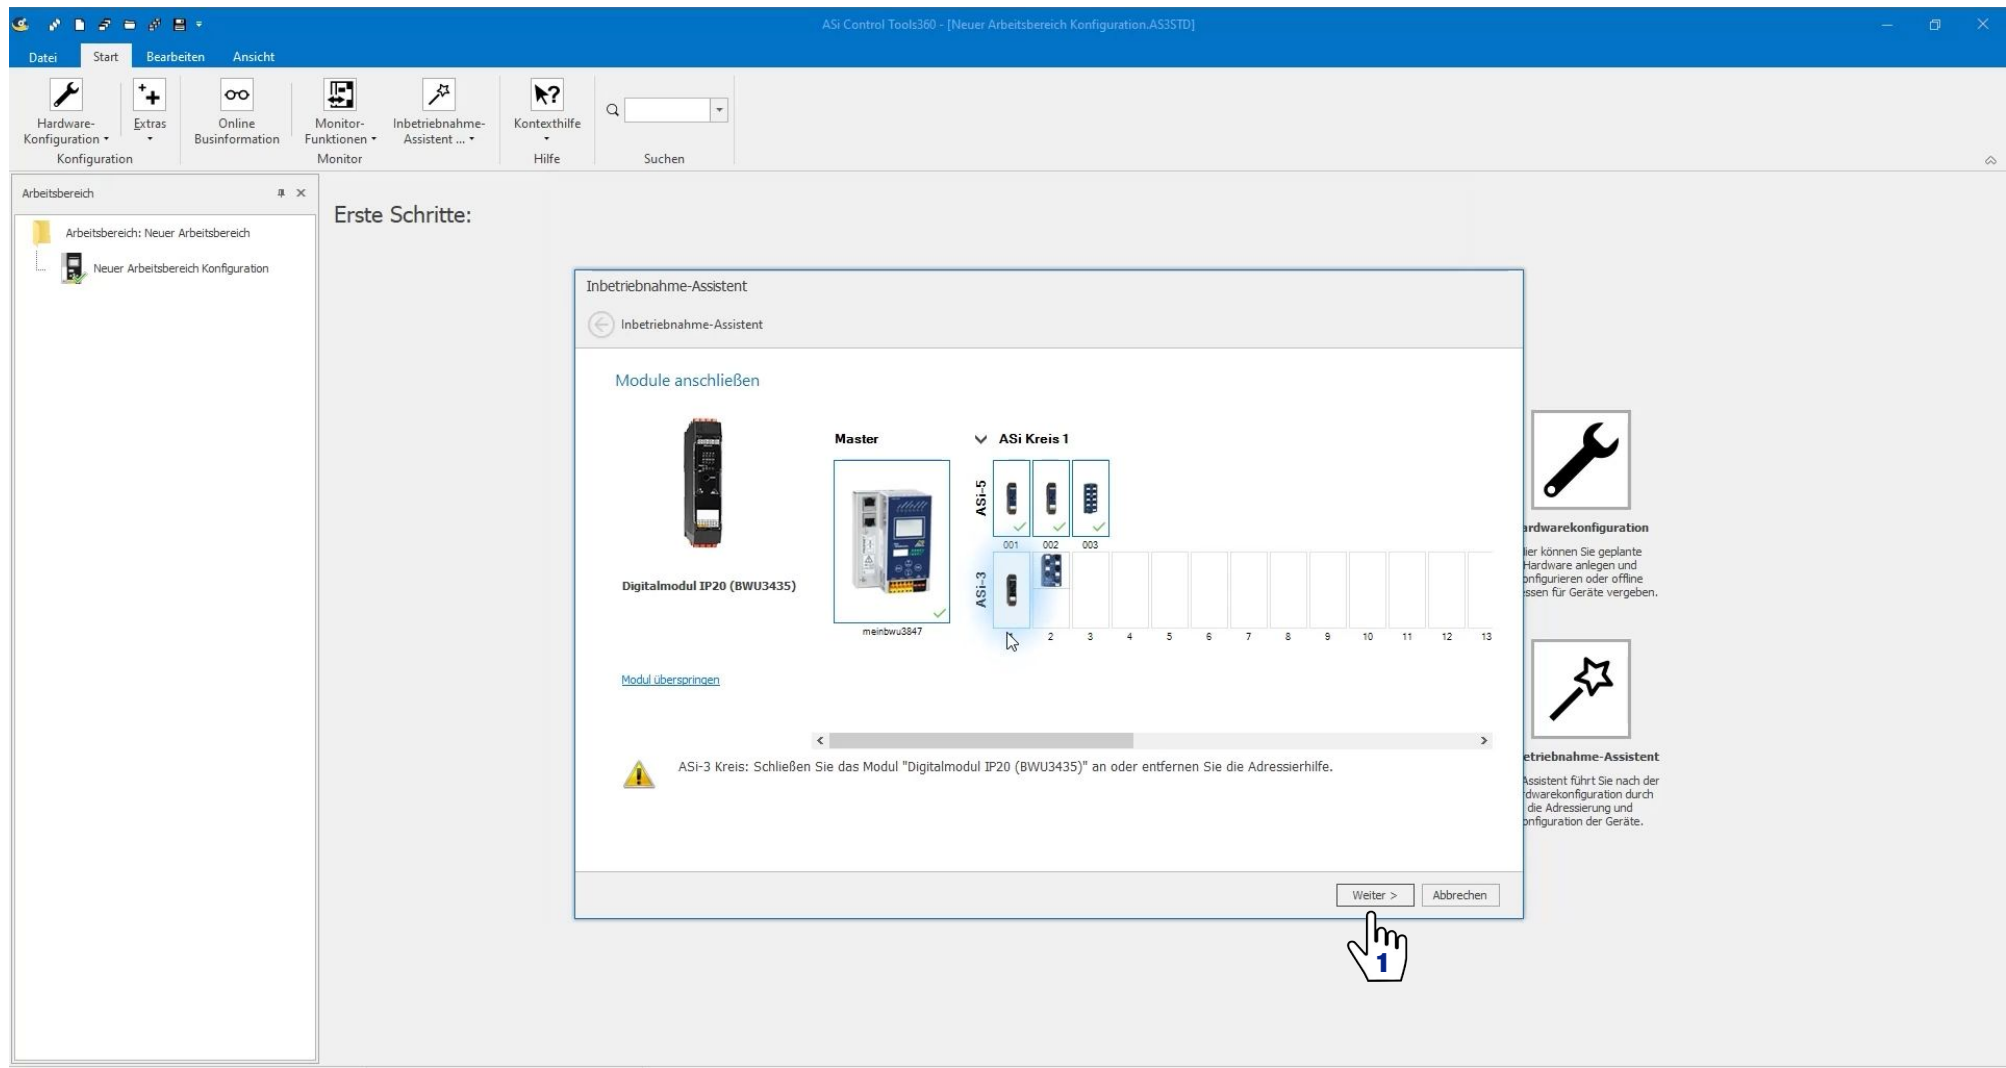 ASi Control Tools360 - [Neuer Arbeitsbereich Konfiguration.AS3STD]
Datei Start Bearbeiten Ansicht
Hardware-
Konfiguration
Extras
Online
Businformation
Monitor-
Funktionen
Inbetriebnahme-
Assistent ...
Kontexthilfe
Konfiguration
Monitor
Hilfe
Suchen
Arbeitsbereich
Arbeitsbereich: Neuer Arbeitsbereich
Neuer Arbeitsbereich Konfiguration
Erste Schritte:
Inbetriebnahme-Assistent
Inbetriebnahme-Assistent
Module anschließen
Digitalmodul IP20 (BWU3435)
Modul überspringen
Master
meinbwu3847
ASi Kreis 1
ASi-5
001 002 003
ASi-3
2 3 4 5 6 7 8 9 10 11 12 13
ASi-3 Kreis: Schließen Sie das Modul "Digitalmodul IP20 (BWU3435)" an oder entfernen Sie die Adressierhilfe.
Weiter > Abbrechen
1
ardwarekonfiguration
ier können Sie geplante
Hardware anlegen und
onfigurieren oder offline
essen für Geräte vergeben.
etriebnahme-Assistent
Assistent führt Sie nach der
dwarekonfiguration durch
die Adressierung und
onfiguration der Geräte.